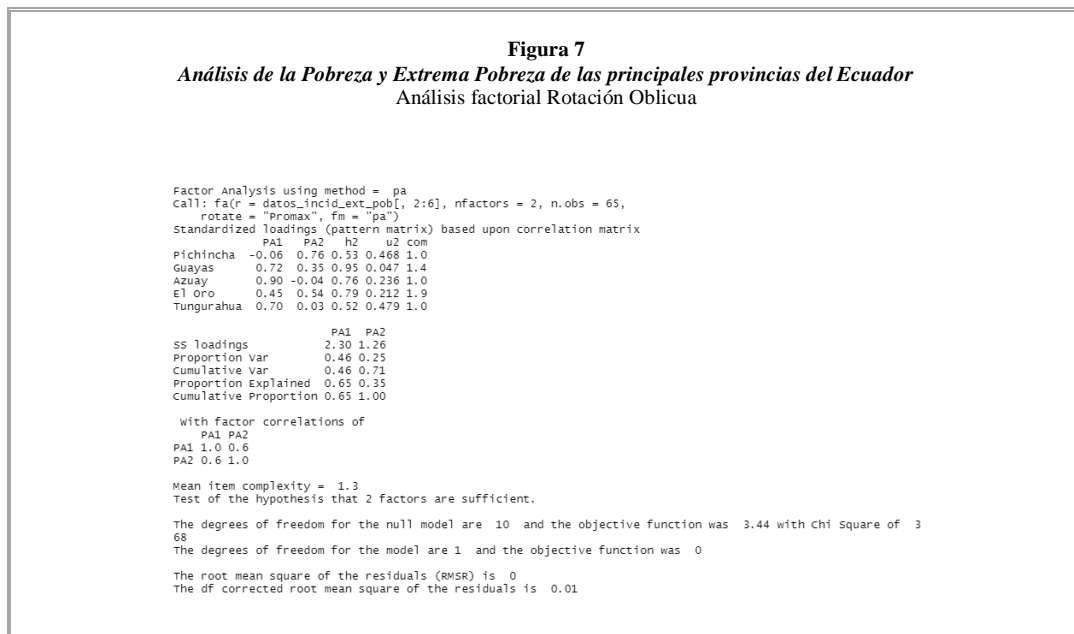 Figura 7
Análisis de la Pobreza y Extrema Pobreza de las principales provincias del Ecuador
Análisis factorial Rotación Oblicua
Factor Analysis using method =  pa
Call: fa(r = datos_incid_ext_pob[, 2:6], nfactors = 2, n.obs = 65,
    rotate = "Promax", fm = "pa")
Standardized loadings (pattern matrix) based upon correlation matrix
            PA1   PA2   h2    u2 com
Pichincha -0.06  0.76 0.53 0.468 1.0
Guayas     0.72  0.35 0.95 0.047 1.4
Azuay      0.90 -0.04 0.76 0.236 1.0
El Oro     0.45  0.54 0.79 0.212 1.9
Tungurahua 0.70  0.03 0.52 0.479 1.0
                       PA1  PA2
SS loadings           2.30 1.26
Proportion Var        0.46 0.25
Cumulative Var        0.46 0.71
Proportion Explained  0.65 0.35
Cumulative Proportion 0.65 1.00
With factor correlations of
    PA1 PA2
PA1 1.0 0.6
PA2 0.6 1.0
Mean item complexity =  1.3
Test of the hypothesis that 2 factors are sufficient.
The degrees of freedom for the null model are  10  and the objective function was  3.44 with Chi Square of  3
68
The degrees of freedom for the model are 1  and the objective function was  0
The root mean square of the residuals (RMSR) is  0
The df corrected root mean square of the residuals is  0.01